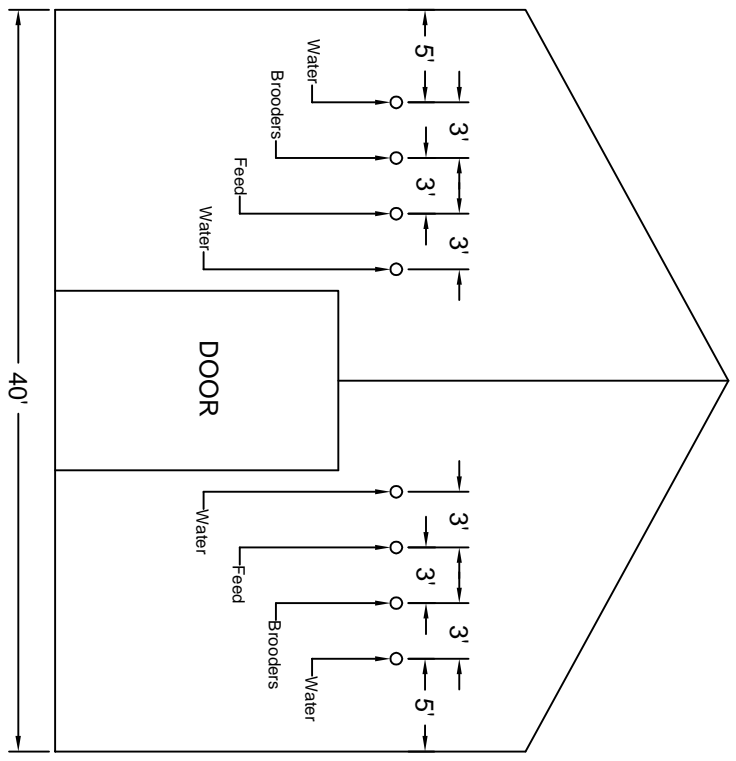 3' 3' 3' 3'
5' 3' 3' 5'
Water Water
Brooders Brooders
Feed Feed
Water DOOR Water
40'